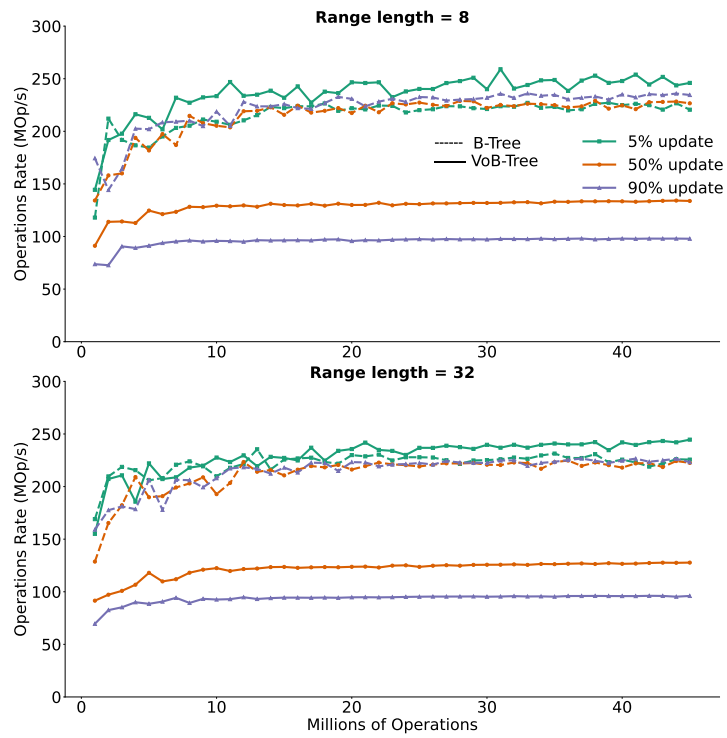 Range length = 8
300
250
200
150
100
50
0
Operations Rate (MOp/s)
B-Tree
VoB-Tree
5% update
50% update
90% update
0 10 20 30 40
Range length = 32
300
250
200
150
100
50
0
Operations Rate (MOp/s)
0 10 20 30 40
Millions of Operations